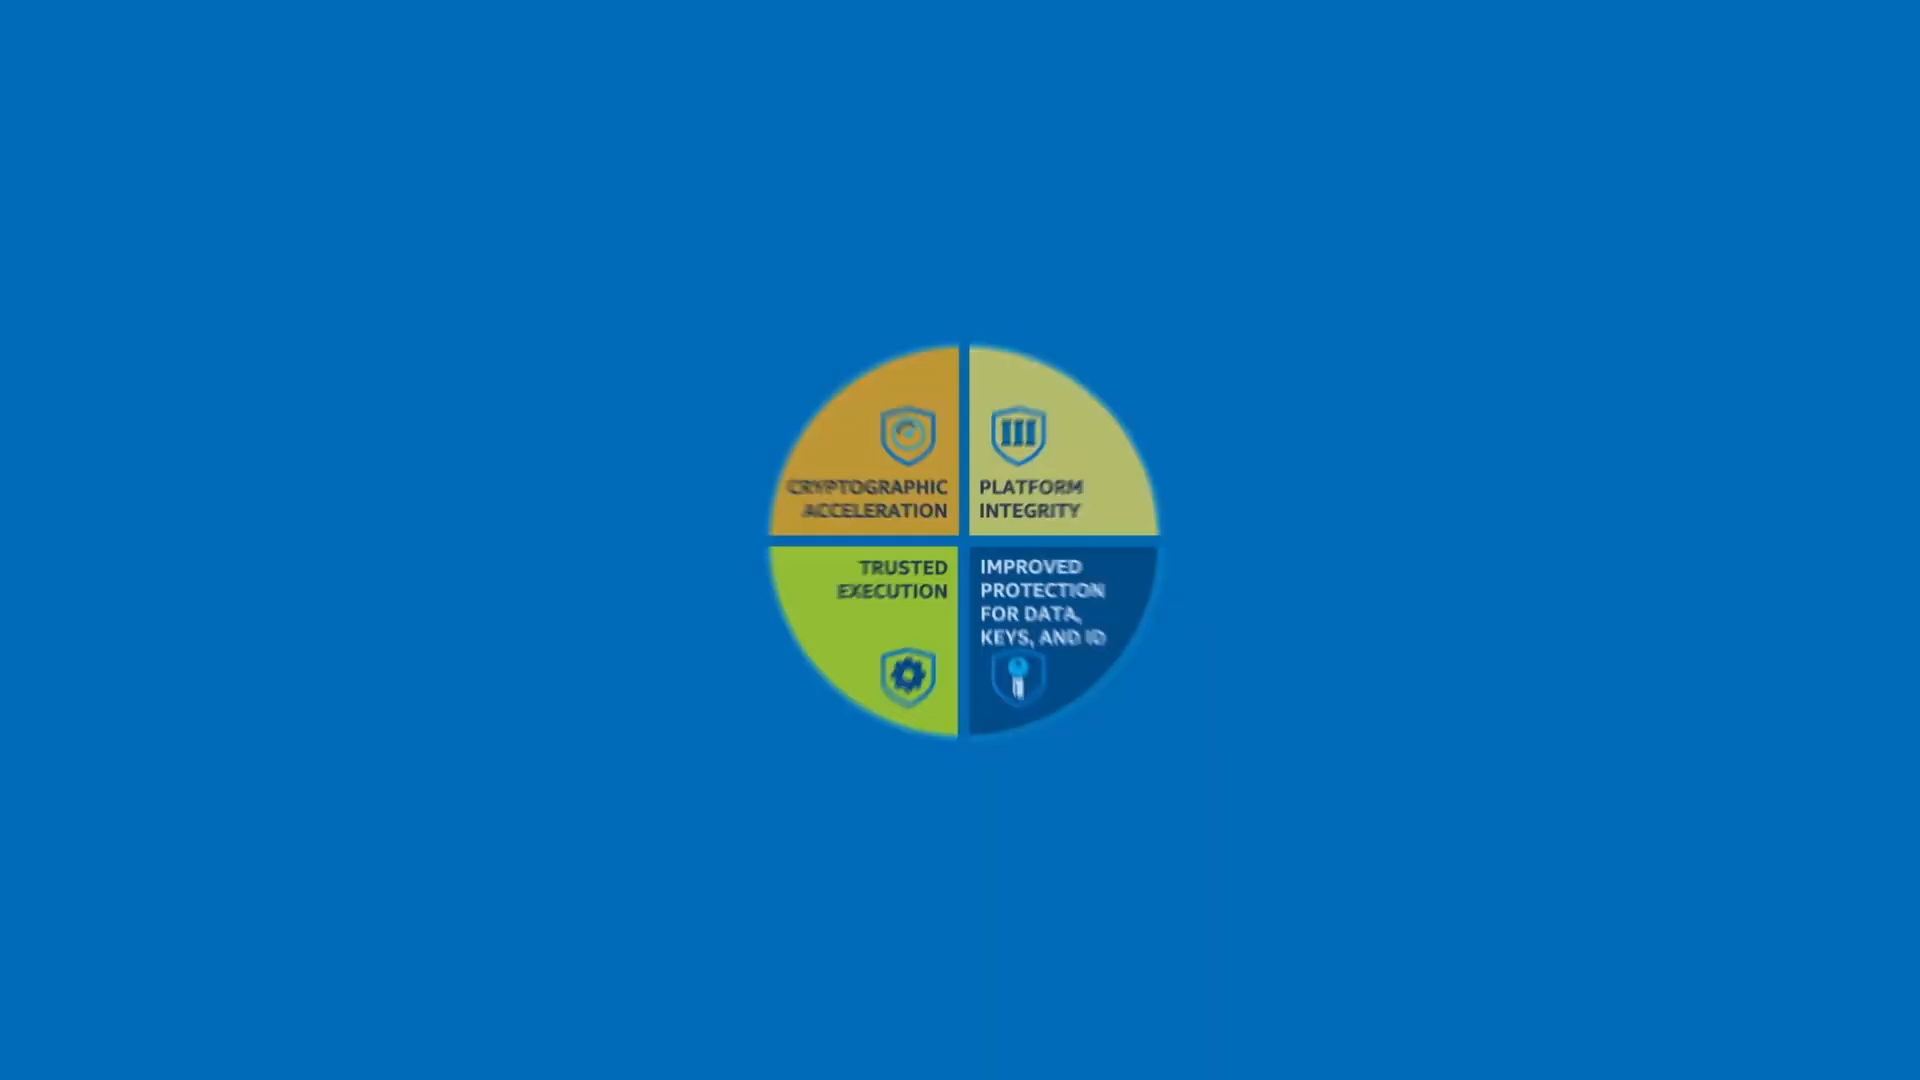 CRYPTOGRAPHIC
ACCELERATION
PLATFORM
INTEGRITY
TRUSTED
EXECUTION
IMPROVED
PROTECTION
FOR DATA,
KEYS, AND ID